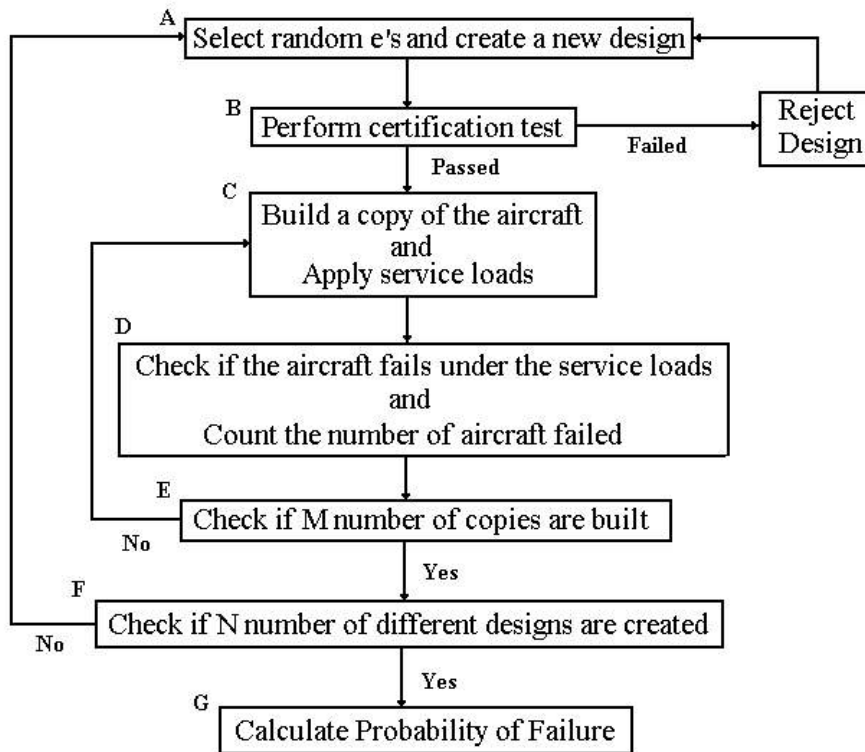 A
Select random e's and create a new design
B
Perform certification test
Failed
Reject
Design
Passed
C
Build a copy of the aircraft
and
Apply service loads
D
Check if the aircraft fails under the service loads
and
Count the number of aircraft failed
E
Check if M number of copies are built
No
Yes
F
Check if N number of different designs are created
No
Yes
G
Calculate Probability of Failure